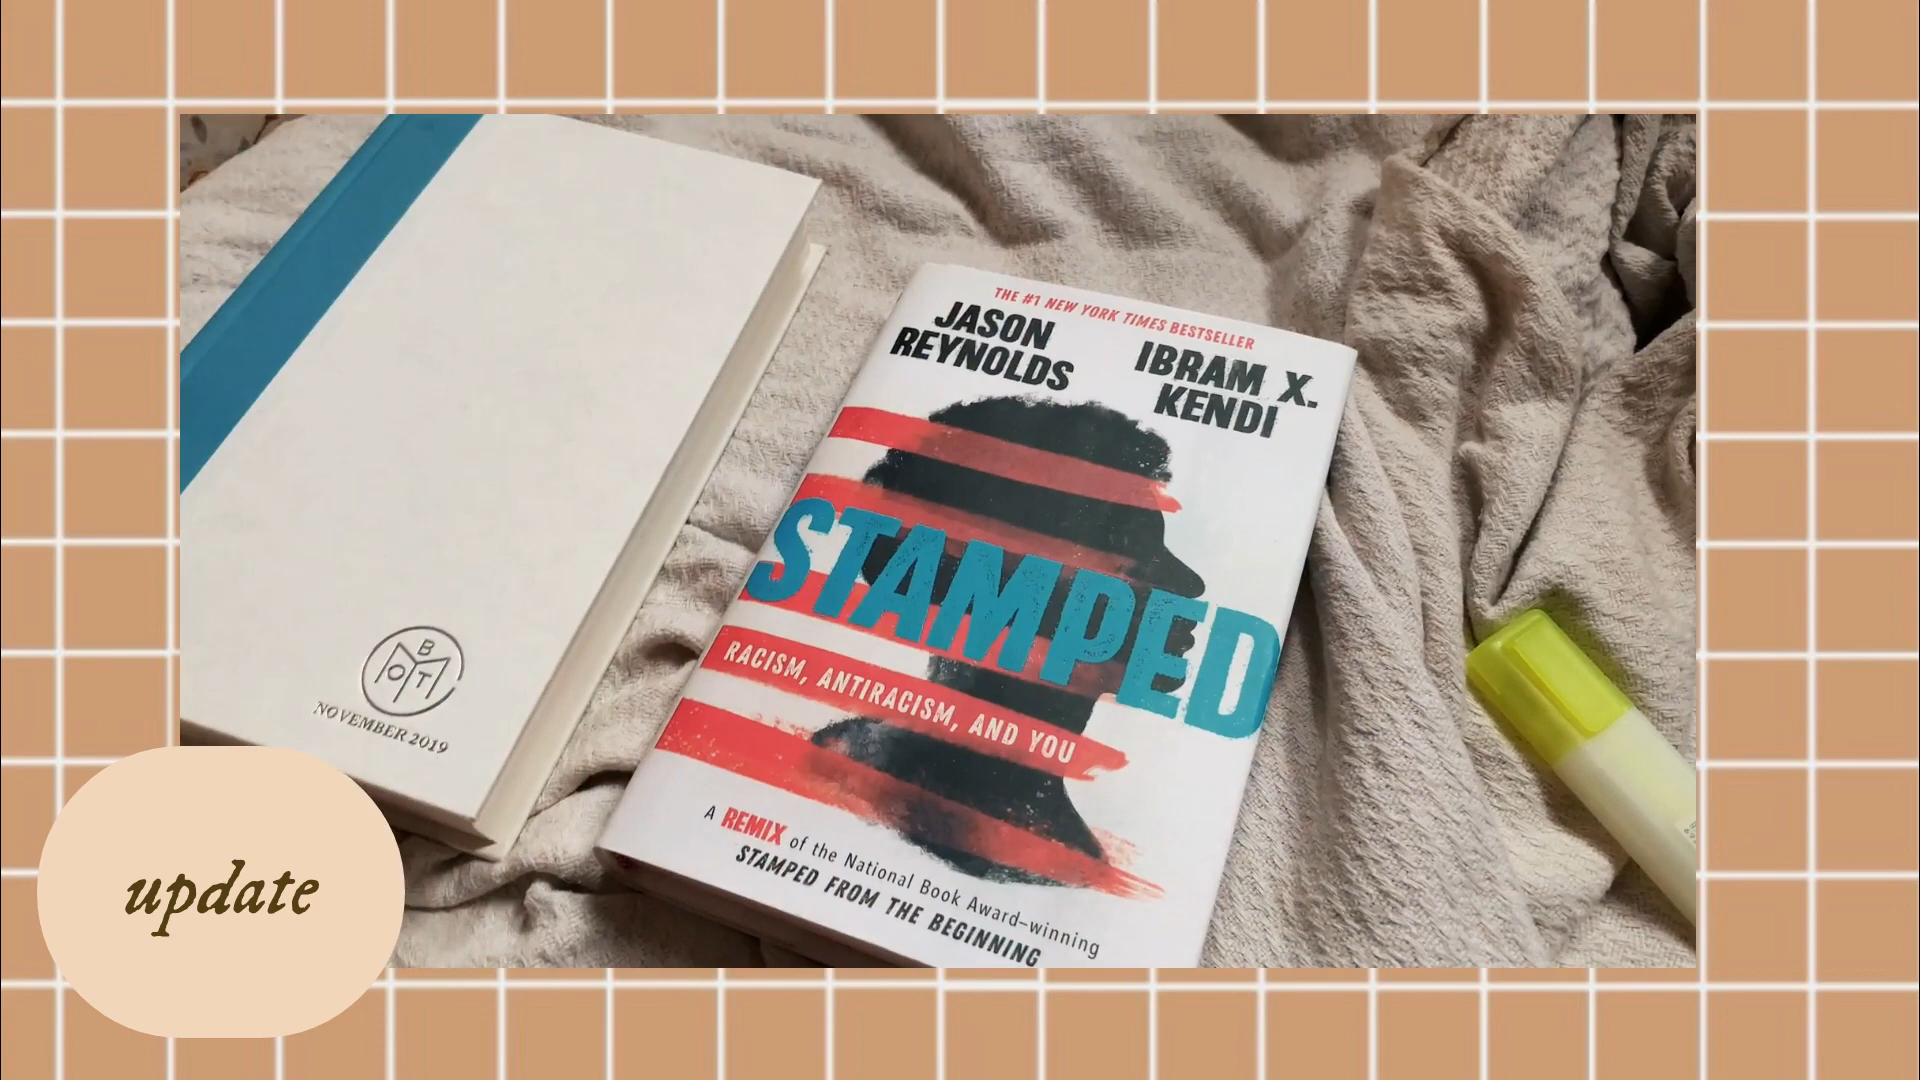 THE #1 NEW YORK TIMES BESTSELLER
JASON
REYNOLDS
IBRAM X.
KENDI
STAMPED
RACISM, ANTIRACISM, AND YOU
A REMIX of the National Book Award–winning
STAMPED FROM THE BEGINNING
B
O T
NOVEMBER 2019
update